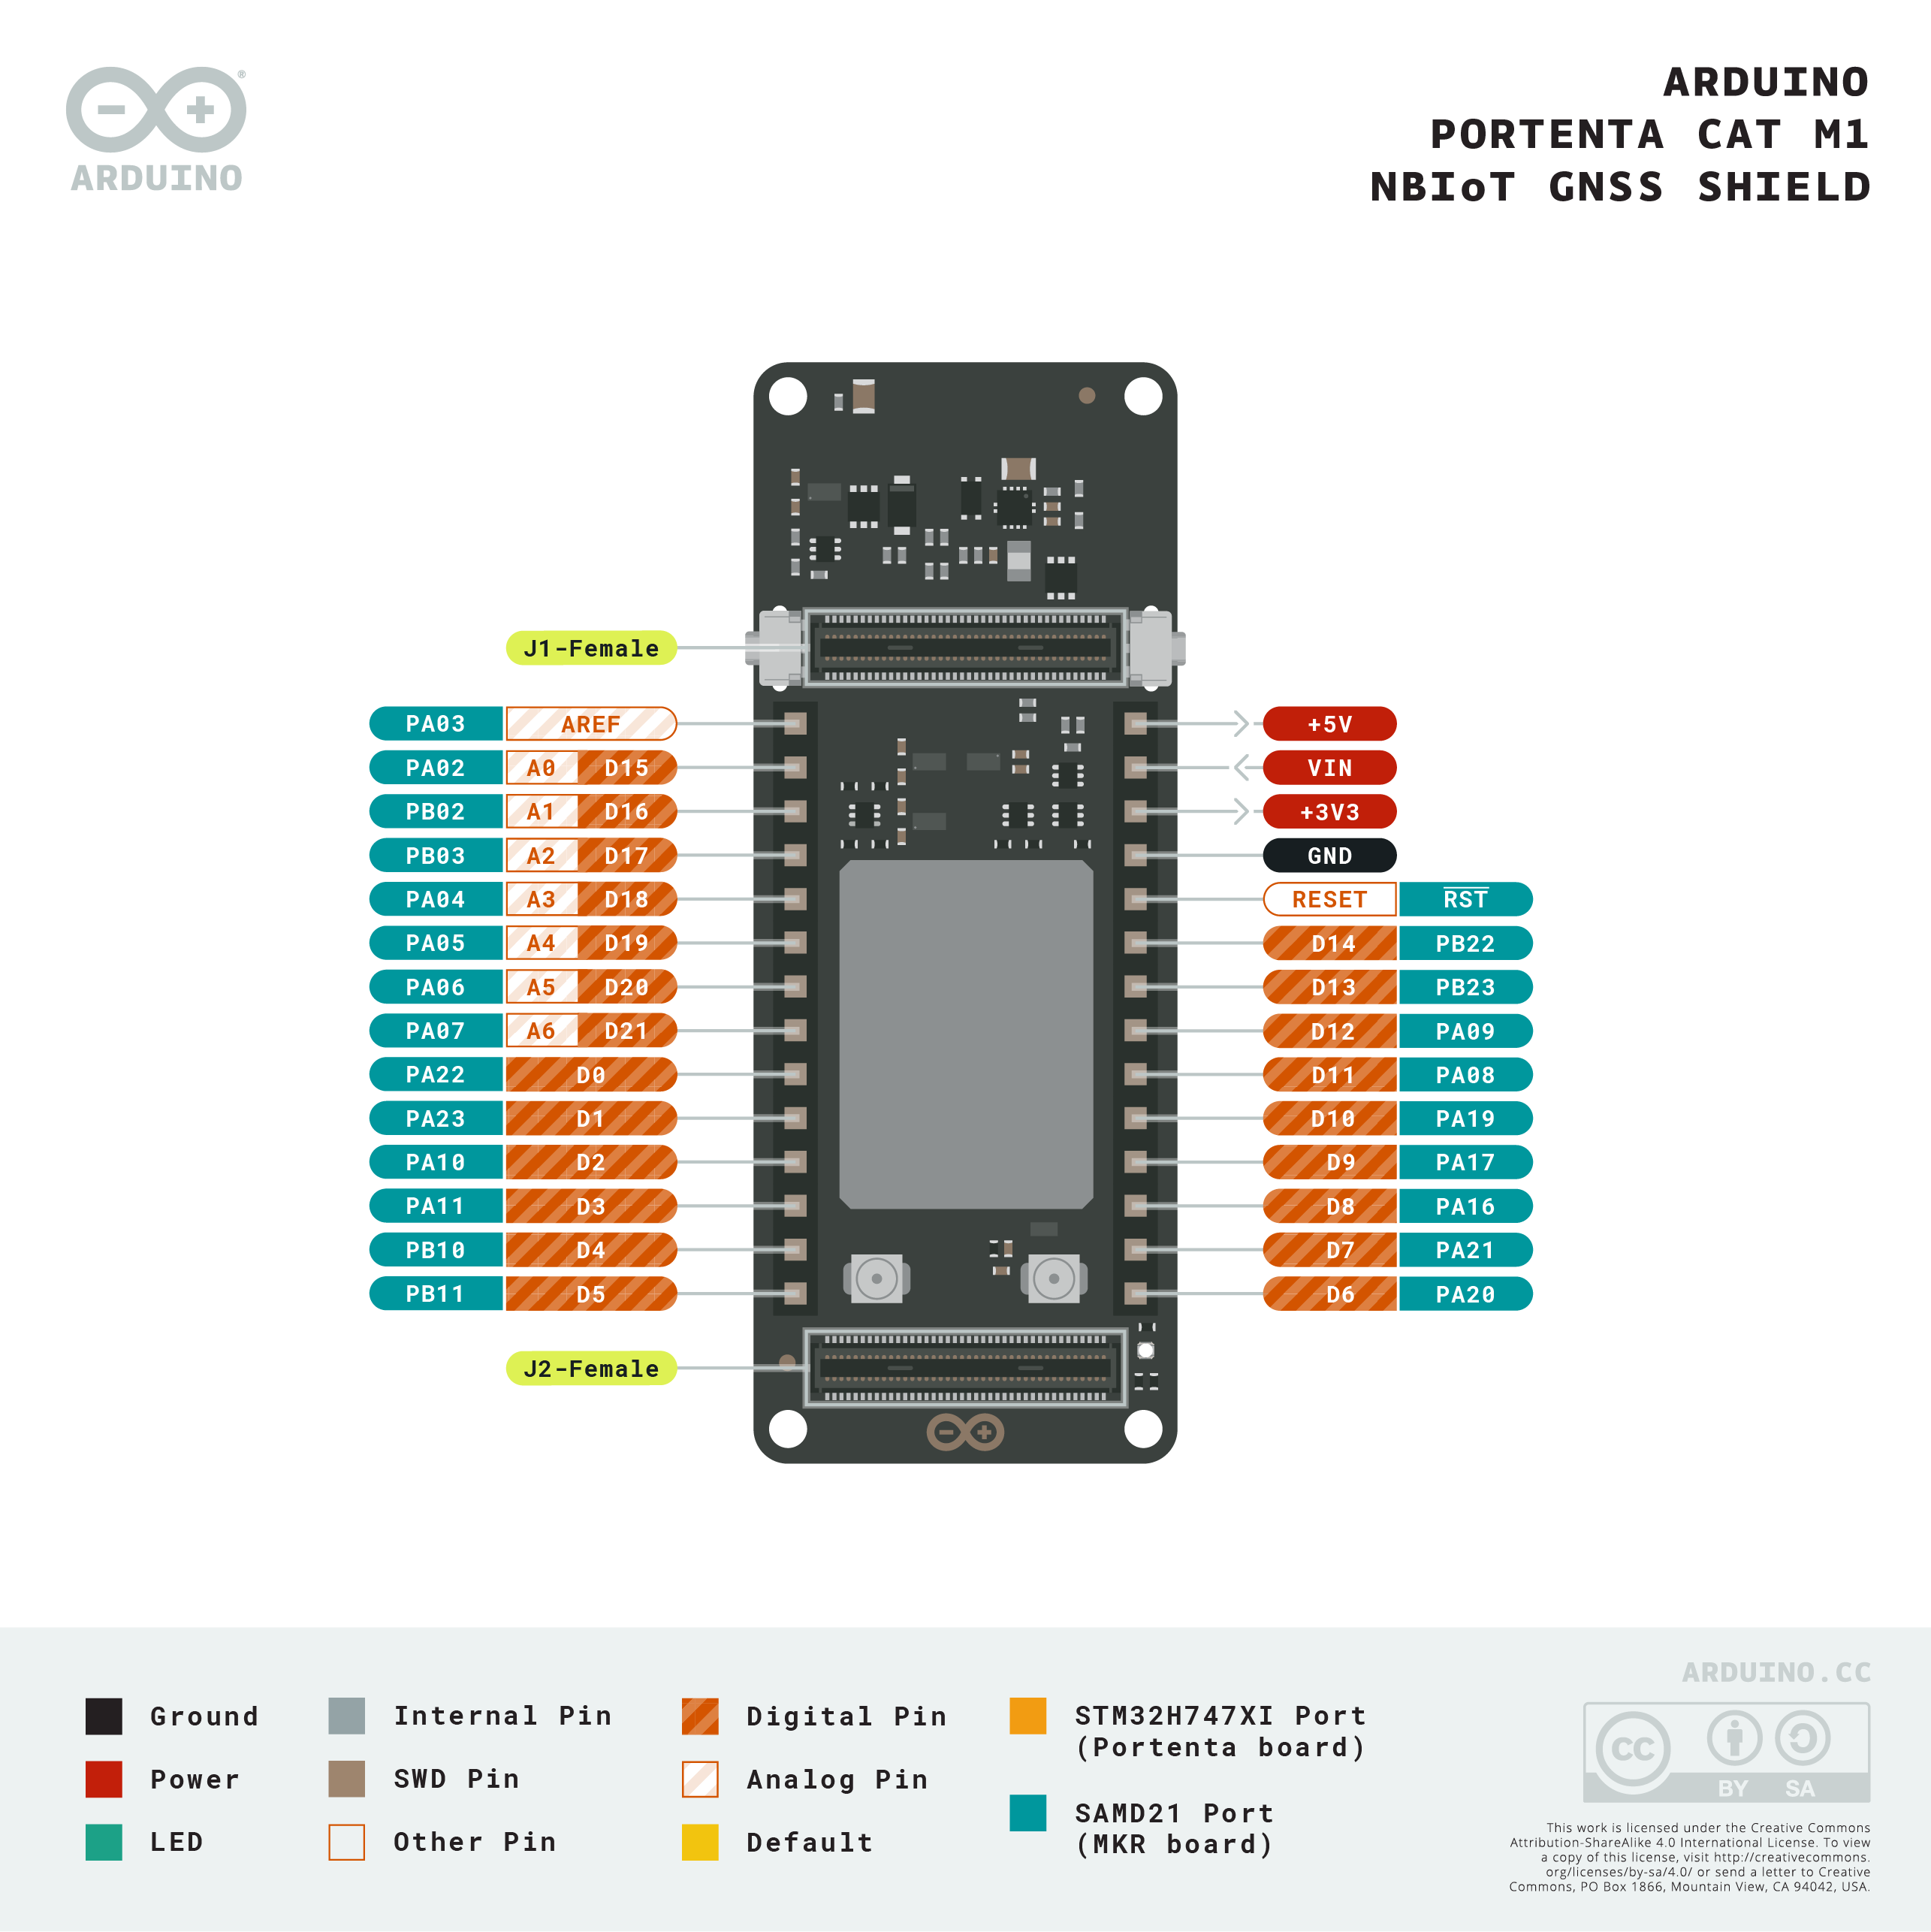 ARDUINO
ARDUINO
PORTENTA CAT M1
NBIoT GNSS SHIELD
J1-Female
PA03 AREF +5V
PA02 A0 D15 VIN
PB02 A1 D16 +3V3
PB03 A2 D17 GND
PA04 A3 D18 RESET RST
PA05 A4 D19 D14 PB22
PA06 A5 D20 D13 PB23
PA07 A6 D21 D12 PA09
PA22 D0 D11 PA08
PA23 D1 D10 PA19
PA10 D2 D9 PA17
PA11 D3 D8 PA16
PB10 D4 D7 PA21
PB11 D5 D6 PA20
J2-Female
Ground
Power
LED
Internal Pin
SWD Pin
Other Pin
Digital Pin
Analog Pin
Default
STM32H747XI Port
(Portenta board)
SAMD21 Port
(MKR board)
ARDUINO.CC
CC
BY SA
This work is licensed under the Creative Commons
Attribution-ShareAlike 4.0 International License. To view
a copy of this license, visit http://creativecommons.
org/licenses/by-sa/4.0/ or send a letter to Creative
Commons, PO Box 1866, Mountain View, CA 94042, USA.